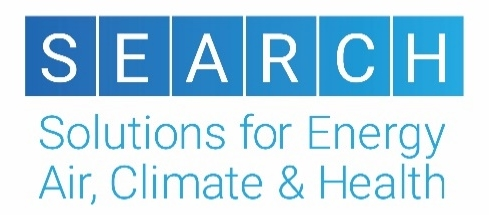 SEARCH
Solutions for Energy
Air, Climate & Health